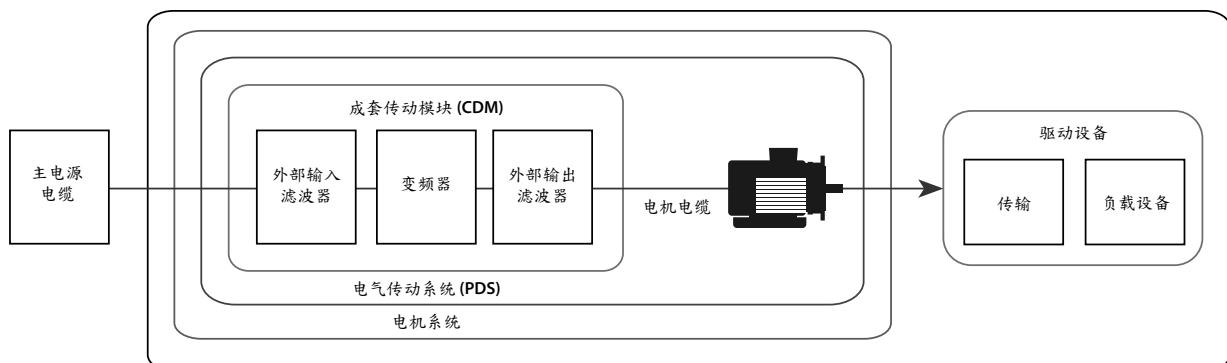 成套传动模块 (CDM)
主电源
电缆
外部输入
滤波器
变频器
外部输出
滤波器
电机电缆
驱动设备
传输
负载设备
电气传动系统 (PDS)
电机系统